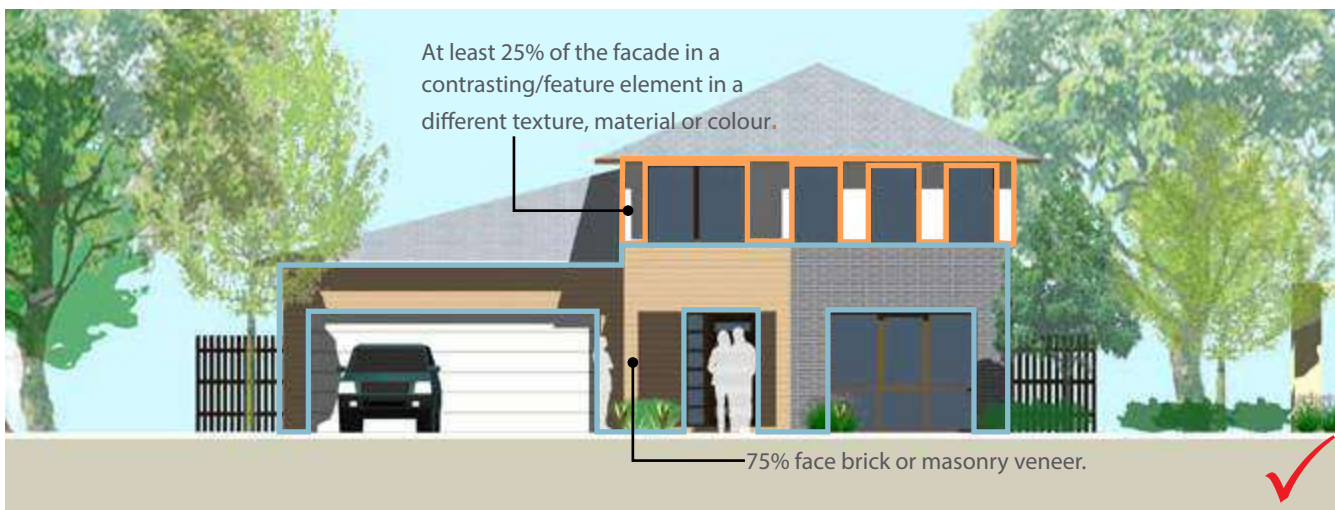 At least 25% of the facade in a
contrasting/feature element in a
different texture, material or colour.
75% face brick or masonry veneer.